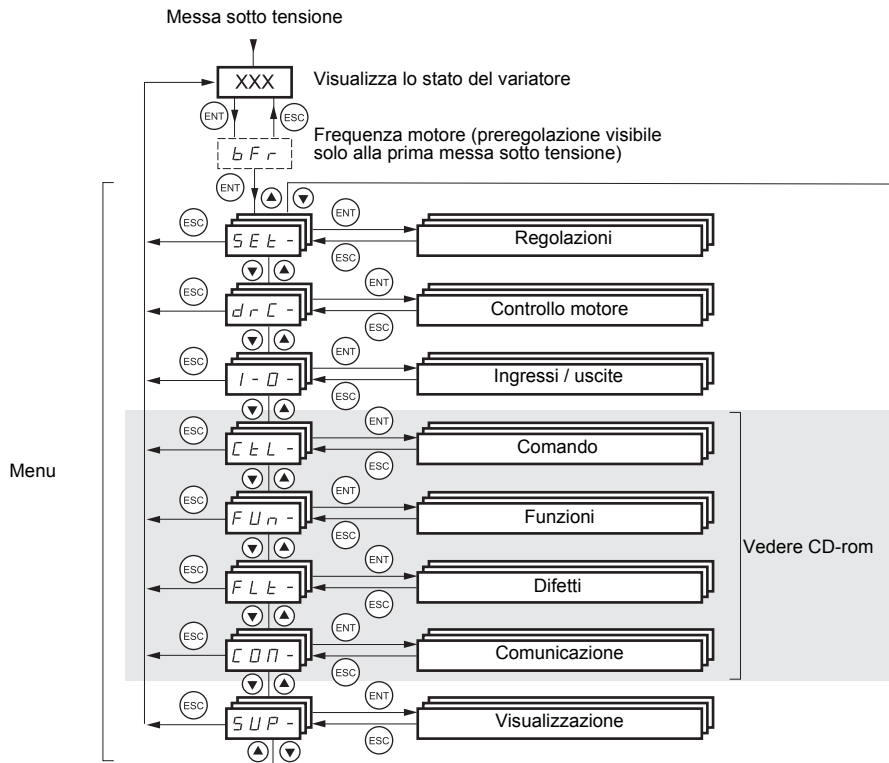 Messa sotto tensione
XXX
Visualizza lo stato del variatore
ENT
ESC
Frequenza motore (preregolazione visibile
solo alla prima messa sotto tensione)
bFr
ENT
ESC
SEt-
ENT
ESC
Regolazioni
ESC
drC-
ENT
ESC
Controllo motore
ESC
I-O-
ENT
ESC
Ingressi / uscite
ESC
CtL-
ENT
ESC
Comando
Menu
ESC
FUn-
ENT
ESC
Funzioni
Vedere CD-rom
ESC
FLt-
ENT
ESC
Difetti
ESC
COM-
ENT
ESC
Comunicazione
ESC
SUP-
ENT
ESC
Visualizzazione